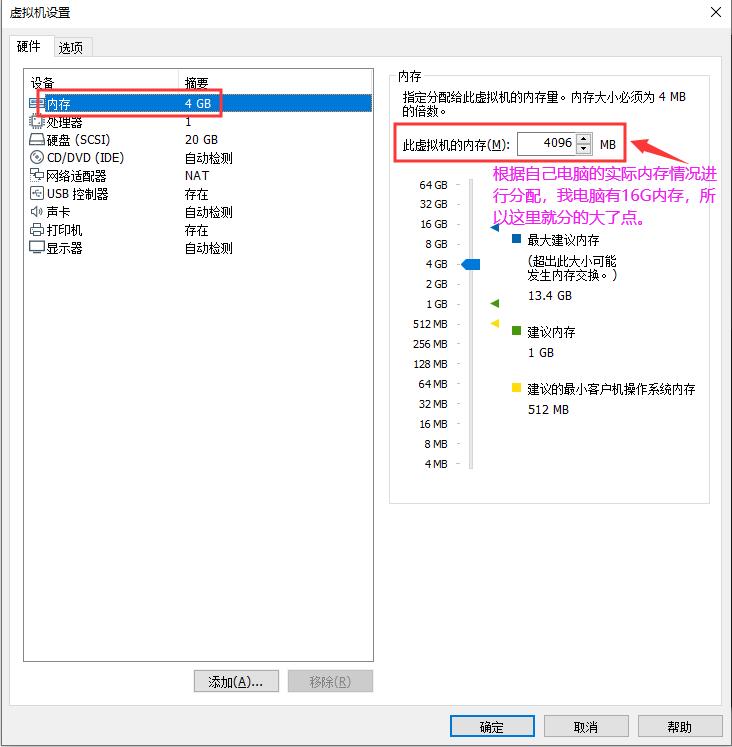 虚拟机设置
硬件 选项
设备 摘要
内存 4 GB
处理器 1
硬盘 (SCSI) 20 GB
CD/DVD (IDE) 自动检测
网络适配器 NAT
USB 控制器 存在
声卡 自动检测
打印机 存在
显示器 自动检测
添加(A)... 移除(R)
内存
指定分配给此虚拟机的内存量。内存大小必须为 4 MB
的倍数。
此虚拟机的内存(M): 4096 MB
根据自己电脑的实际内存情况进
行分配，我电脑有16G内存，所
以这里就分的大了点。
64 GB
32 GB
16 GB
8 GB
4 GB
2 GB
1 GB
512 MB
256 MB
128 MB
64 MB
32 MB
16 MB
8 MB
4 MB
最大建议内存
(超出此大小可能
发生内存交换。)
13.4 GB
建议内存
1 GB
建议的最小客户机操作系统内存
512 MB
确定 取消 帮助